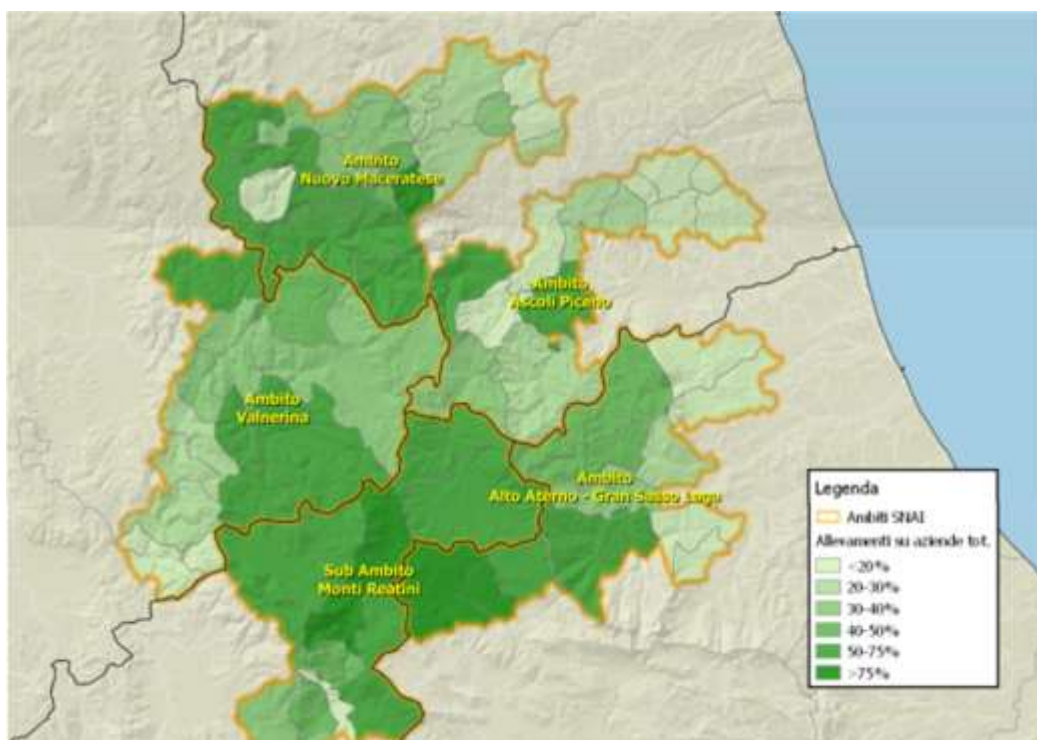 Ambito
Nuovo Maceratese
Ambito
Ascoli Piceno
Ambito
Valnerina
Ambito
Alto Aterno - Gran Sasso Laga
Sub Ambito
Monti Reatini
Legenda
Ambiti SNAI
Allevamenti su aziende tot.
<20%
20-30%
30-40%
40-50%
50-75%
>75%